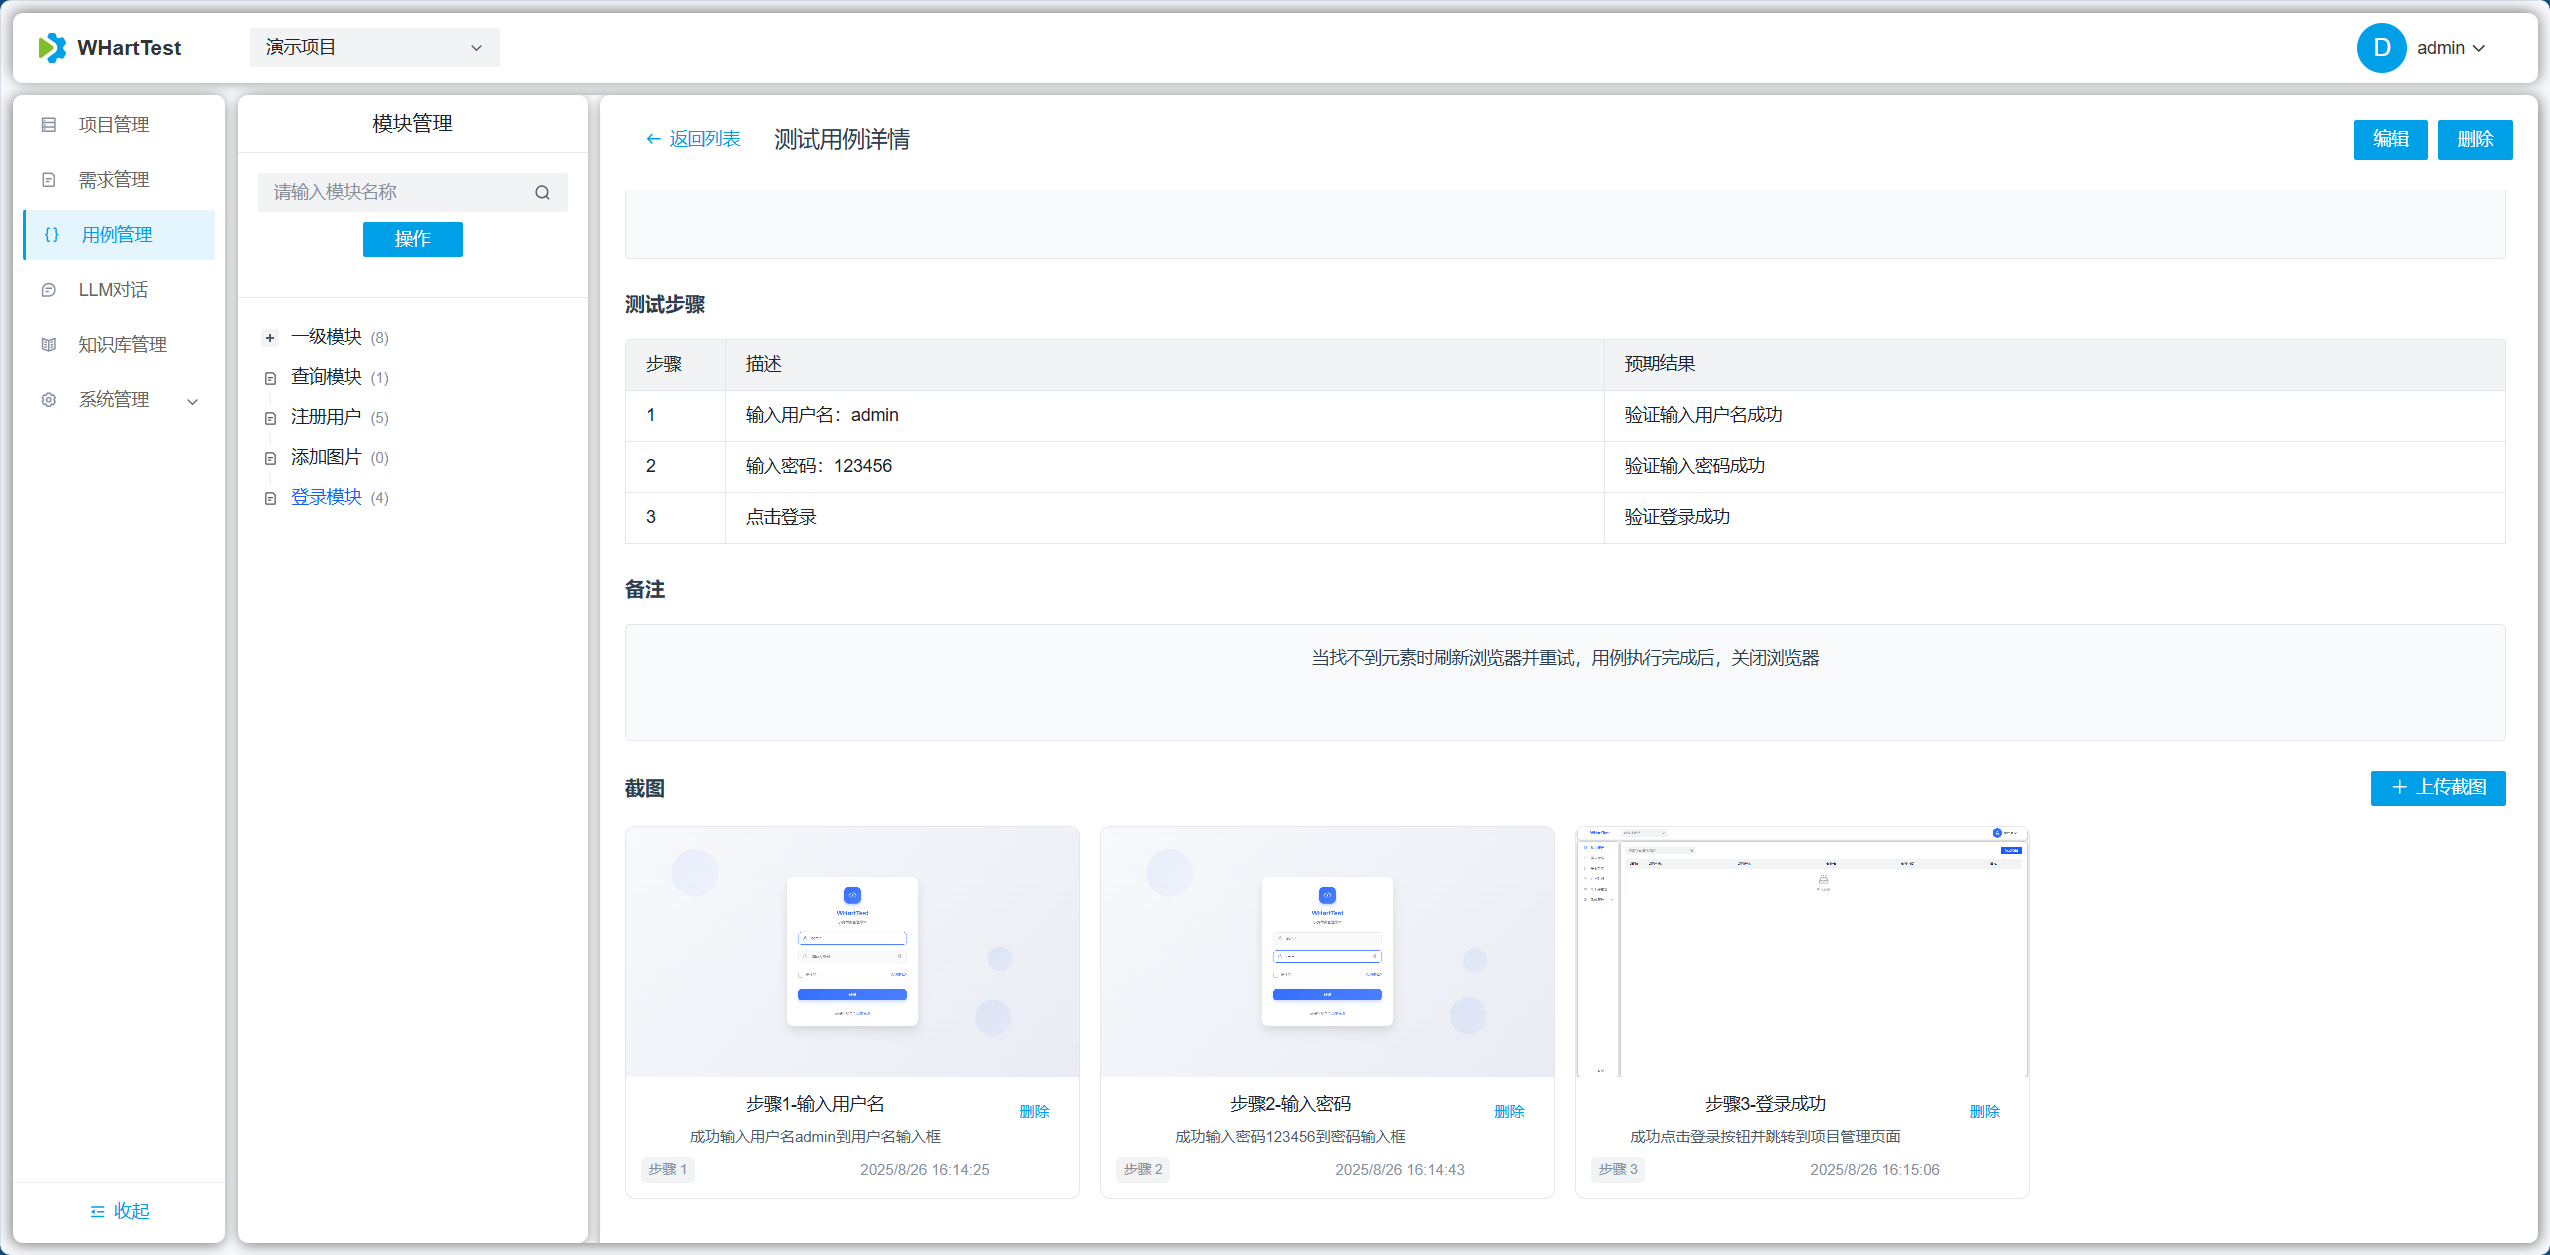 WHartTest
演示项目
D
admin
项目管理
需求管理
用例管理
LLM对话
知识库管理
系统管理
收起
模块管理
请输入模块名称
操作
一级模块 (8)
查询模块 (1)
注册用户 (5)
添加图片 (0)
登录模块 (4)
返回列表
测试用例详情
编辑
删除
测试步骤
步骤 描述 预期结果
1 输入用户名：admin 验证输入用户名成功
2 输入密码：123456 验证输入密码成功
3 点击登录 验证登录成功
备注
当找不到元素时刷新浏览器并重试，用例执行完成后，关闭浏览器
截图
上传截图
WHartTest
WHartTest
WHartTest
步骤1-输入用户名
删除
成功输入用户名admin到用户名输入框
步骤 1
2025/8/26 16:14:25
步骤2-输入密码
删除
成功输入密码123456到密码输入框
步骤 2
2025/8/26 16:14:43
步骤3-登录成功
删除
成功点击登录按钮并跳转到项目管理页面
步骤 3
2025/8/26 16:15:06